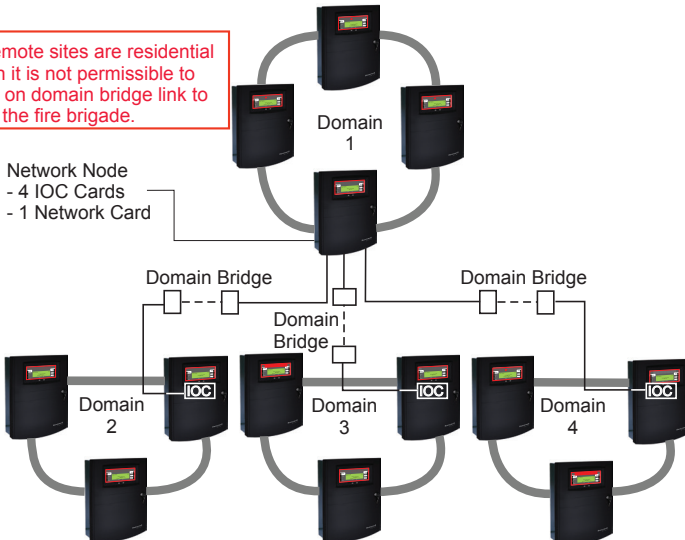 emote sites are residential
it is not permissible to
on domain bridge link to
the fire brigade.
Domain
1
Network Node
- 4 IOC Cards
- 1 Network Card
Domain Bridge
Domain Bridge
Domain
Bridge
IOC
IOC
IOC
Domain
2
Domain
3
Domain
4